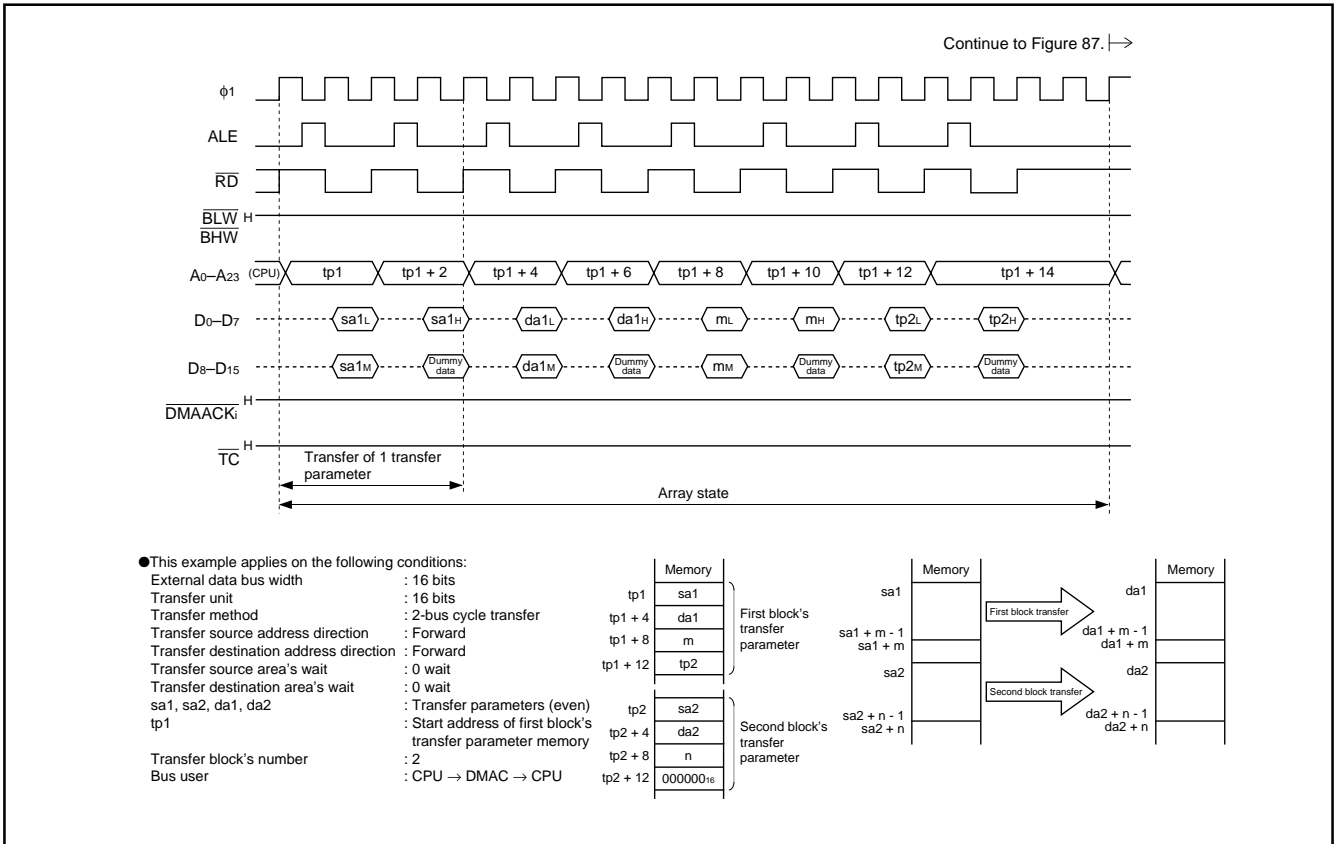 Continue to Figure 87.
φ1
ALE
RD
BLW H
BHW
A0–A23 (CPU) tp1 tp1 + 2 tp1 + 4 tp1 + 6 tp1 + 8 tp1 + 10 tp1 + 12 tp1 + 14
D0–D7 sa1L sa1H da1L da1H mL mH tp2L tp2H
D8–D15 sa1M Dummy data da1M Dummy data mM Dummy data tp2M Dummy data
DMAACKi H
TC H
Transfer of 1 transfer
parameter
Array state
●This example applies on the following conditions:
External data bus width : 16 bits
Transfer unit : 16 bits
Transfer method : 2-bus cycle transfer
Transfer source address direction : Forward
Transfer destination address direction : Forward
Transfer source area's wait : 0 wait
Transfer destination area's wait : 0 wait
sa1, sa2, da1, da2 : Transfer parameters (even)
tp1 : Start address of first block's
transfer parameter memory
Transfer block's number : 2
Bus user : CPU → DMAC → CPU
Memory
tp1 sa1
tp1 + 4 da1
tp1 + 8 m
tp1 + 12 tp2
First block's
transfer
parameter
tp2 sa2
tp2 + 4 da2
tp2 + 8 n
tp2 + 12 00000016
Second block's
transfer
parameter
Memory
sa1
sa1 + m - 1
sa1 + m
sa2
sa2 + n - 1
sa2 + n
First block transfer
Second block transfer
Memory
da1
da1 + m - 1
da1 + m
da2
da2 + n - 1
da2 + n